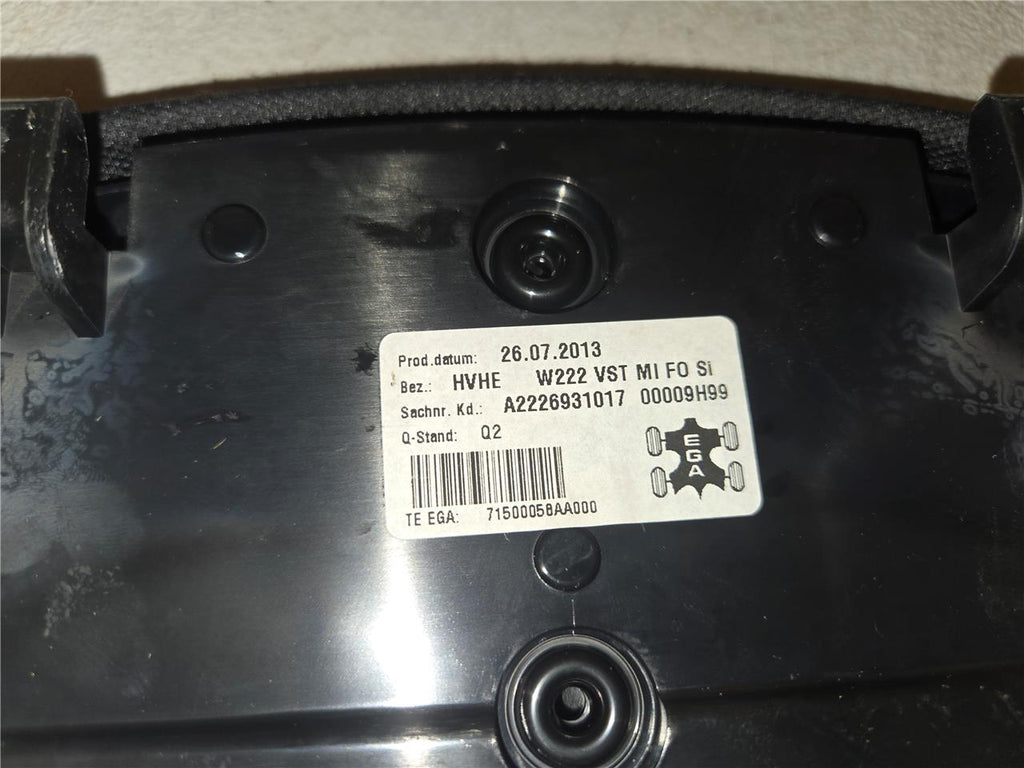 Prod.datum: 26.07.2013
Bez.: HVHE W222 VST MI FO Si
Sachnr. Kd.: A2226931017 00009H99
Q-Stand: Q2
EGA
TE EGA: 71500058AA000